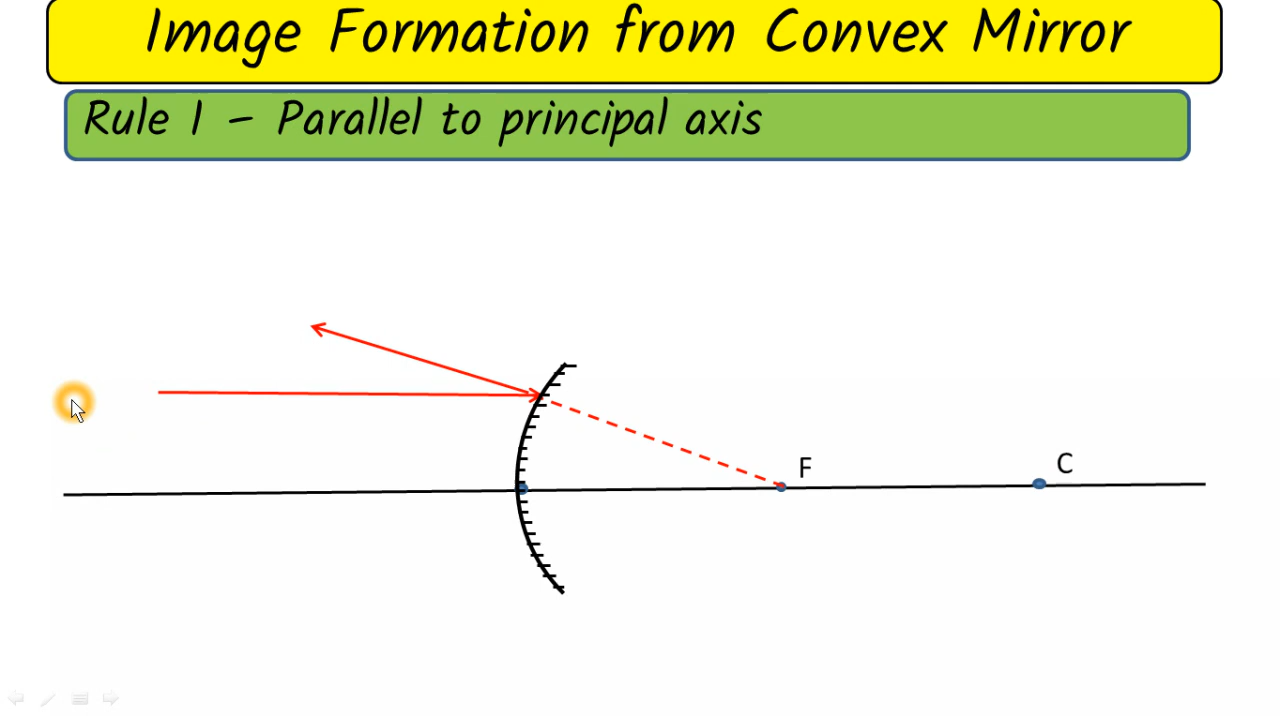 Image Formation from Convex Mirror
Rule 1 – Parallel to principal axis
F
C